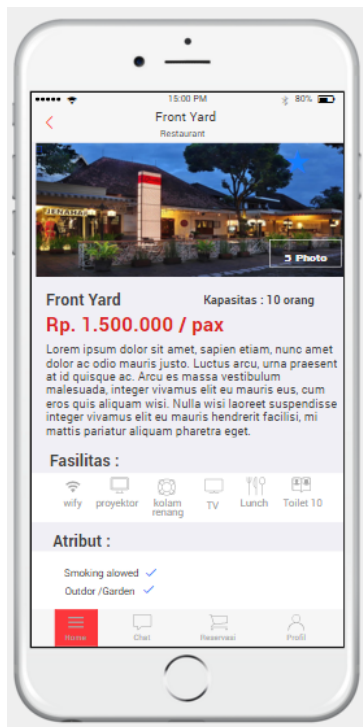 15:00 PM
80%
Front Yard
Restaurant
JENAHA
5 Photo
Front Yard
Kapasitas : 10 orang
Rp. 1.500.000 / pax
Lorem ipsum dolor sit amet, sapien etiam, nunc amet
dolor ac odio mauris justo. Luctus arcu, urna praesent
at id quisque ac. Arcu es massa vestibulum
malesuada, integer vivamus elit eu mauris eus, cum
eros quis aliquam wisi. Nulla wisi laoreet suspendisse
integer vivamus elit eu mauris hendrerit facilisi, mi
mattis pariatur aliquam pharetra eget.
Fasilitas :
wify
proyektor
kolam
renang
TV
Lunch
Toilet 10
Atribut :
Smoking alowed
Outdor /Garden
Home
Chat
Reservasi
Profil